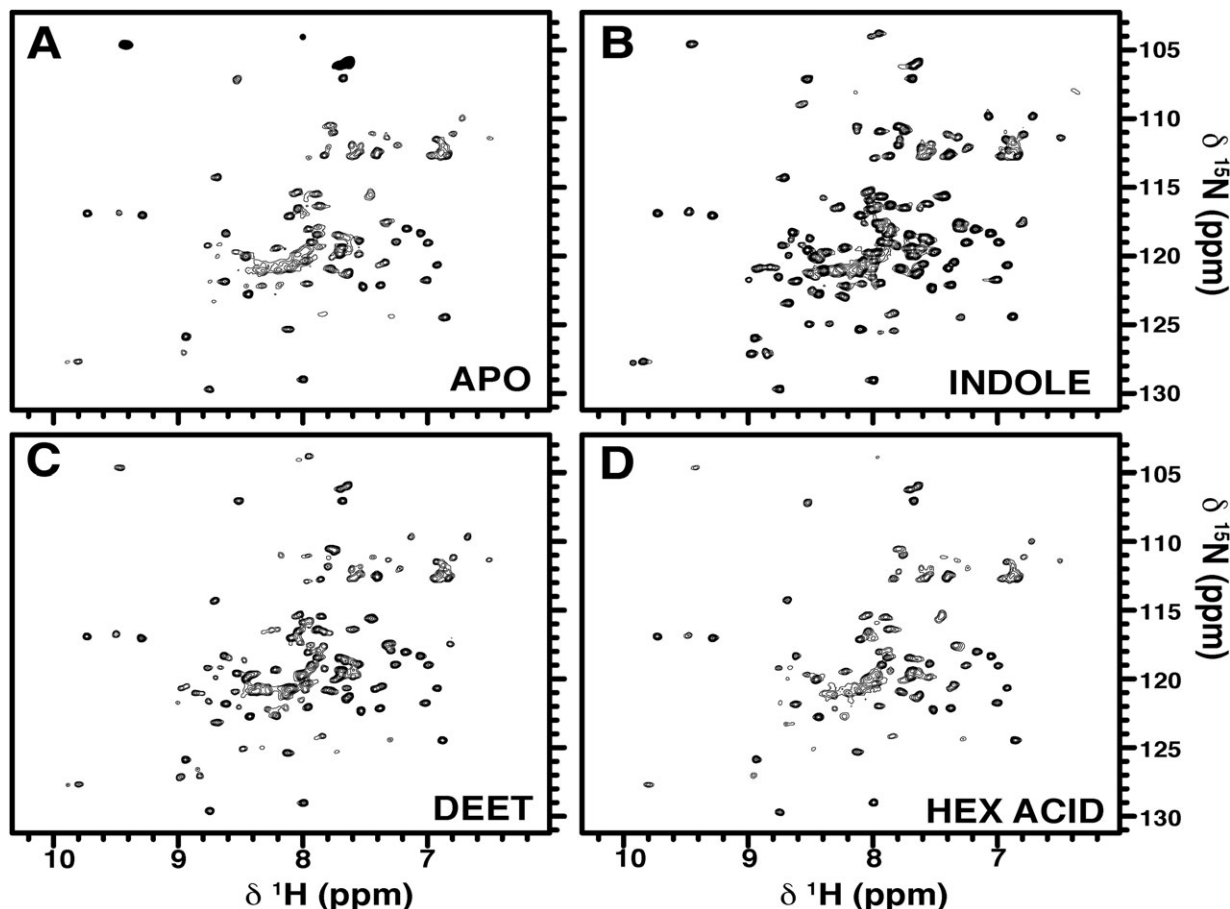 A
B
105
110
115
120
125
130
δ ¹⁵N (ppm)
APO
INDOLE
C
D
105
110
115
120
125
130
δ ¹⁵N (ppm)
DEET
HEX ACID
10 9 8 7
10 9 8 7
δ ¹H (ppm)
δ ¹H (ppm)